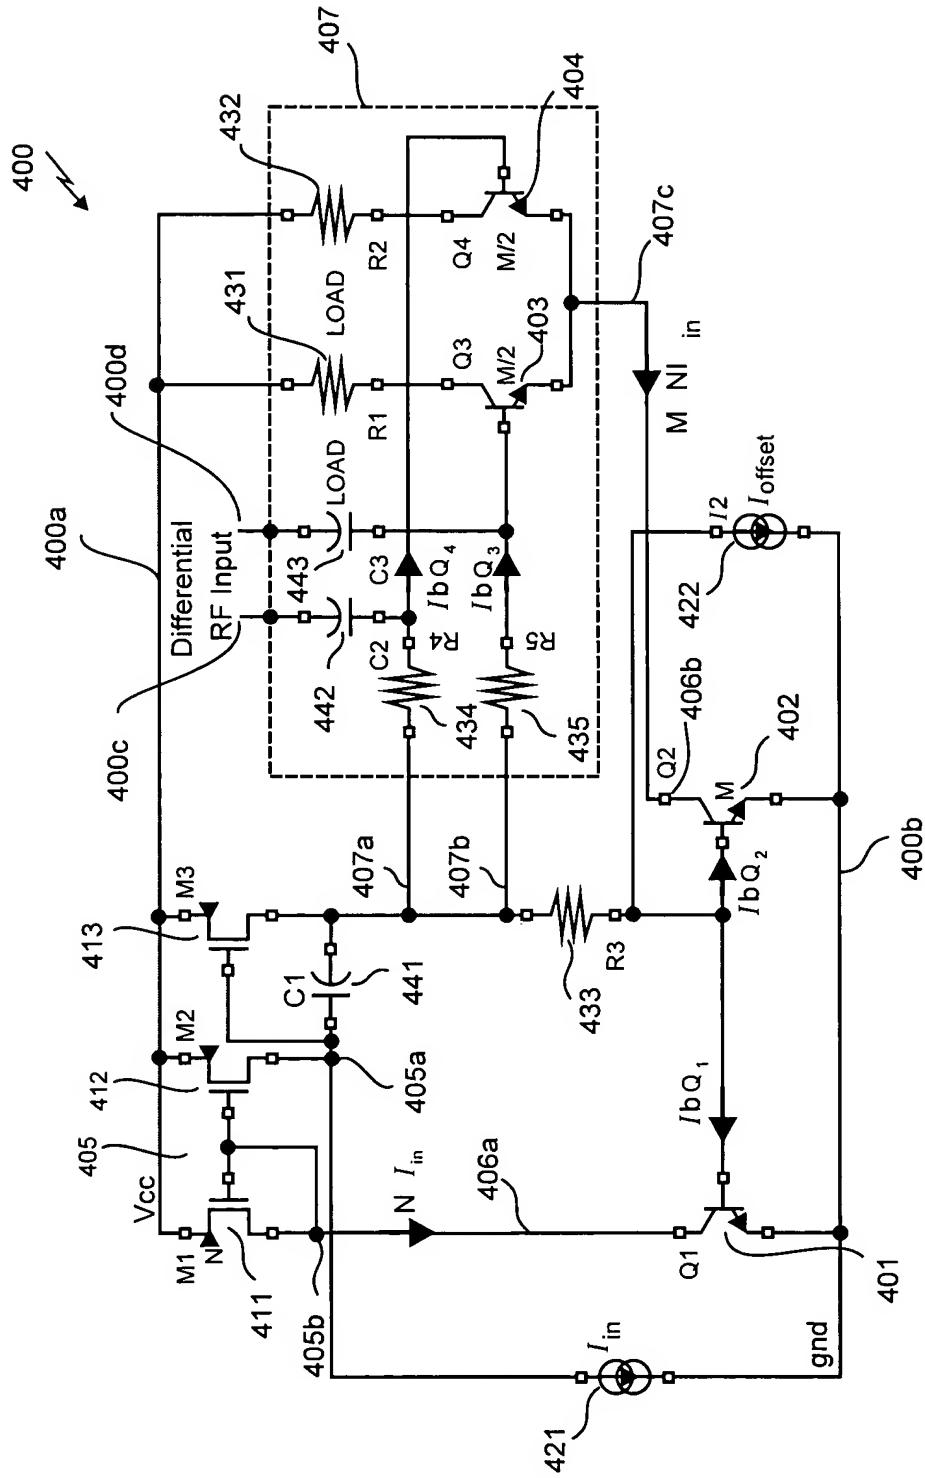 400
407
432
404
431
LOAD
R2
Q4
M/2
407c
400d
403
Q3
M/2
R1
LOAD
NI in
M
400a
Differential
RF Input
443
C3
IbQ4
IbQ3
R4
R5
I2
Ioffset
422
442
C2
434
435
406b
402
400c
407a
407b
Q2
M
IbQ2
400b
M3
413
C1
441
R3
433
M2
412
405a
IbQ1
405
Vcc
N Iin
406a
M1
N
411
405b
Q1
401
Iin
421
gnd